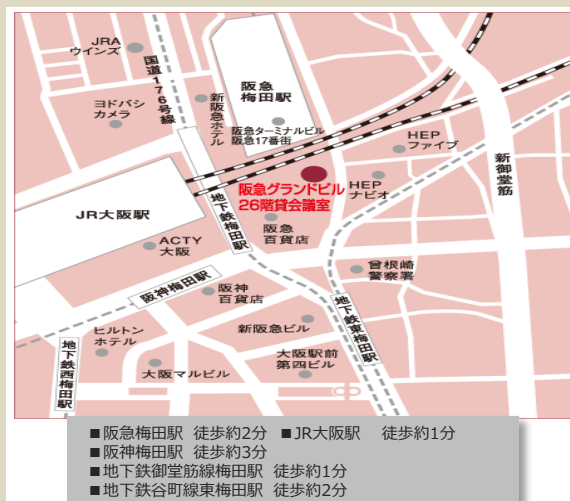 JRA
ウインズ
国道176号線
ヨドバシ
カメラ
新阪急ホテル
阪急
梅田駅
阪急ターミナルビル
阪急17番街
HEP
ファイブ
新御堂筋
阪急グランドビル
26階貸会議室
HEP
ナビオ
JR大阪駅
地下鉄梅田駅
ACTY
大阪
阪急
百貨店
曾根崎
警察署
阪神梅田駅
阪神
百貨店
地下鉄東梅田駅
ヒルトン
ホテル
新阪急ビル
地下鉄西梅田駅
大阪マルビル
大阪駅前
第四ビル
■阪急梅田駅 徒歩約2分 ■JR大阪駅 徒歩約1分
■阪神梅田駅 徒歩約3分
■地下鉄御堂筋線梅田駅 徒歩約1分
■地下鉄谷町線東梅田駅 徒歩約2分